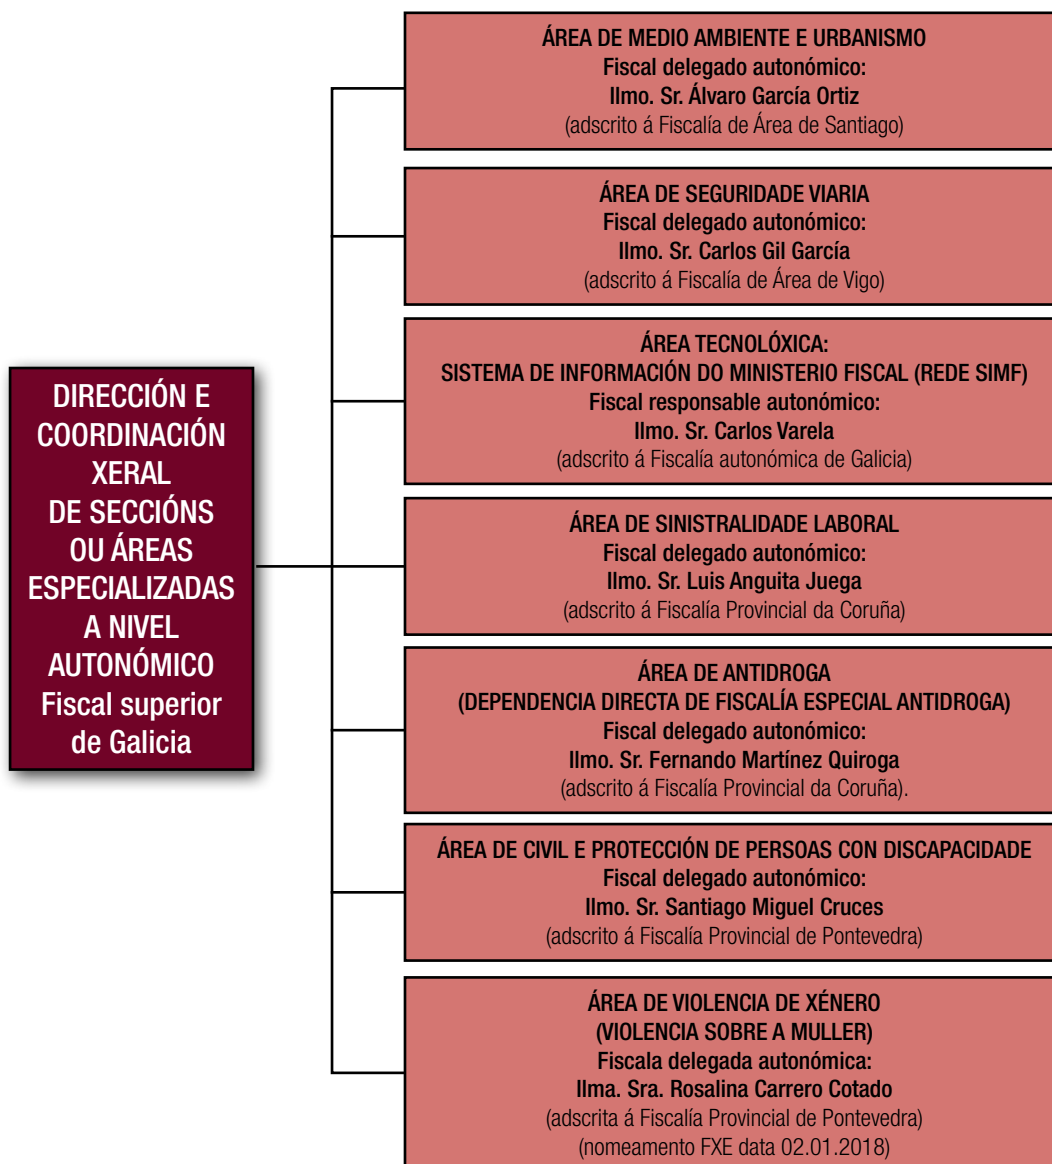 DIRECCIÓN E
COORDINACIÓN
XERAL
DE SECCIÓNS
OU ÁREAS
ESPECIALIZADAS
A NIVEL
AUTONÓMICO
Fiscal superior
de Galicia
ÁREA DE MEDIO AMBIENTE E URBANISMO
Fiscal delegado autonómico:
Ilmo. Sr. Álvaro García Ortiz
(adscrito á Fiscalía de Área de Santiago)
ÁREA DE SEGURIDADE VIARIA
Fiscal delegado autonómico:
Ilmo. Sr. Carlos Gil García
(adscrito á Fiscalía de Área de Vigo)
ÁREA TECNOLÓXICA:
SISTEMA DE INFORMACIÓN DO MINISTERIO FISCAL (REDE SIMF)
Fiscal responsable autonómico:
Ilmo. Sr. Carlos Varela
(adscrito á Fiscalía autonómica de Galicia)
ÁREA DE SINISTRALIDADE LABORAL
Fiscal delegado autonómico:
Ilmo. Sr. Luis Anguita Juega
(adscrito á Fiscalía Provincial da Coruña)
ÁREA DE ANTIDROGA
(DEPENDENCIA DIRECTA DE FISCALÍA ESPECIAL ANTIDROGA)
Fiscal delegado autonómico:
Ilmo. Sr. Fernando Martínez Quiroga
(adscrito á Fiscalía Provincial da Coruña).
ÁREA DE CIVIL E PROTECCIÓN DE PERSOAS CON DISCAPACIDADE
Fiscal delegado autonómico:
Ilmo. Sr. Santiago Miguel Cruces
(adscrito á Fiscalía Provincial de Pontevedra)
ÁREA DE VIOLENCIA DE XÉNERO
(VIOLENCIA SOBRE A MULLER)
Fiscala delegada autonómica:
Ilma. Sra. Rosalina Carrero Cotado
(adscrita á Fiscalía Provincial de Pontevedra)
(nomeamento FXE data 02.01.2018)